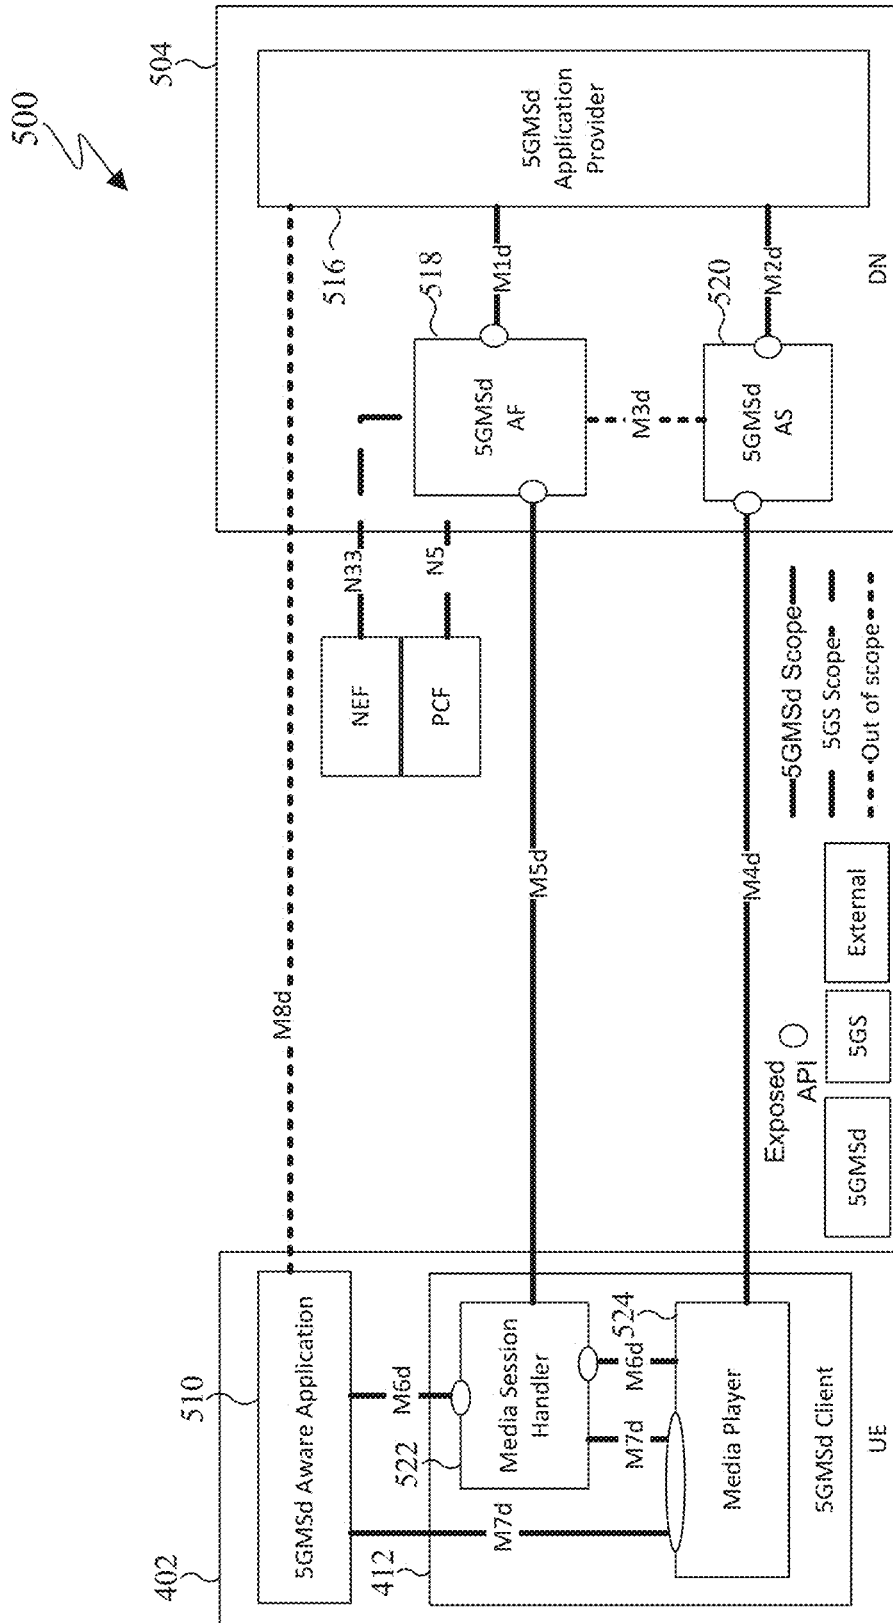 500
402
510
5GMSd Aware Application
M8d
504
516
5GMSd
Application
Provider
NEF
PCF
N33
N5
518
5GMSd
AF
M1d
M6d
M7d
412
522
Media Session
Handler
M5d
M3d
M6d
M7d
524
Media Player
M4d
520
5GMSd
AS
M2d
5GMSd Client
UE
DN
Exposed
API
5GMSd
5GS
External
5GMSd Scope
5GS Scope
Out of scope